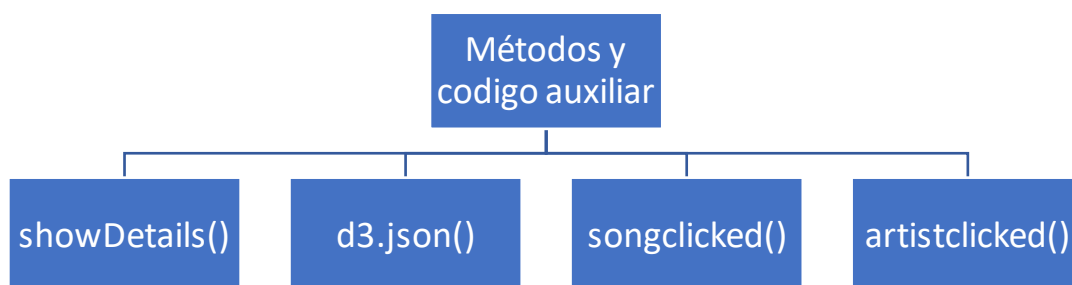 Métodos y
codigo auxiliar
showDetails()
d3.json()
songclicked()
artistclicked()